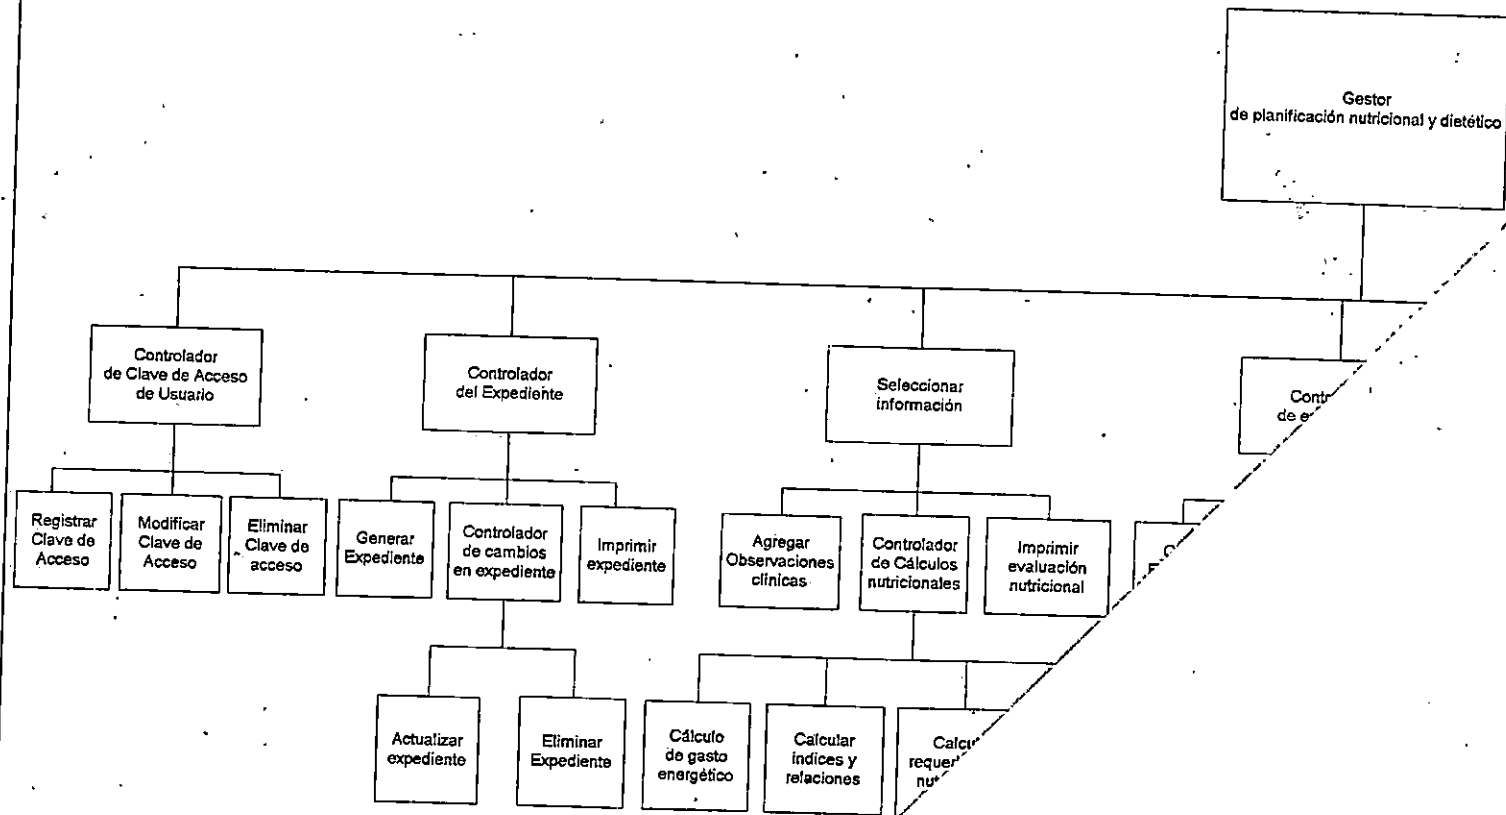 Gestor
de planificación nutricional y dietético
Controlador
de Clave de Acceso
de Usuario
Controlador
del Expediente
Seleccionar
información
de
Registrar
Clave de
Acceso
Modificar
Clave de
Acceso
Eliminar
Clave de
acceso
Generar
Expediente
Controlador
de cambios
en expediente
Imprimir
expediente
Agregar
Observaciones
clínicas
Controlador
de Cálculos
nutricionales
Imprimir
evaluación
nutricional
Actualizar
expediente
Eliminar
Expediente
Cálculo
de gasto
energético
Calcular
índices y
relaciones